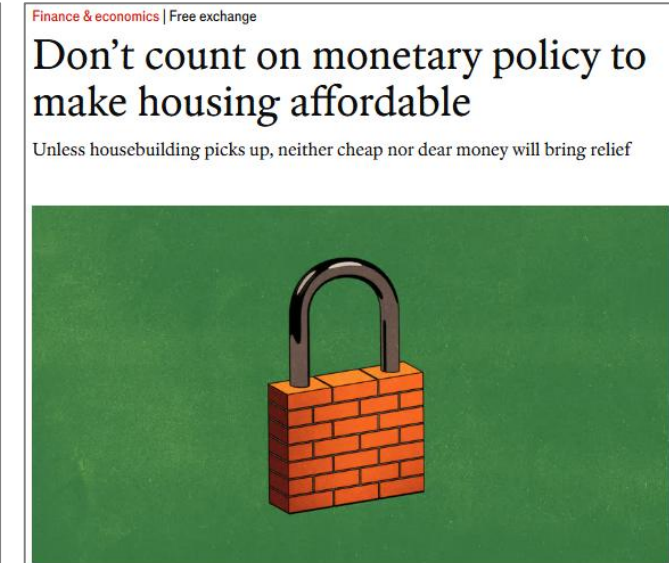 Finance & economics | Free exchange
Don’t count on monetary policy to
make housing affordable
Unless housebuilding picks up, neither cheap nor dear money will bring relief